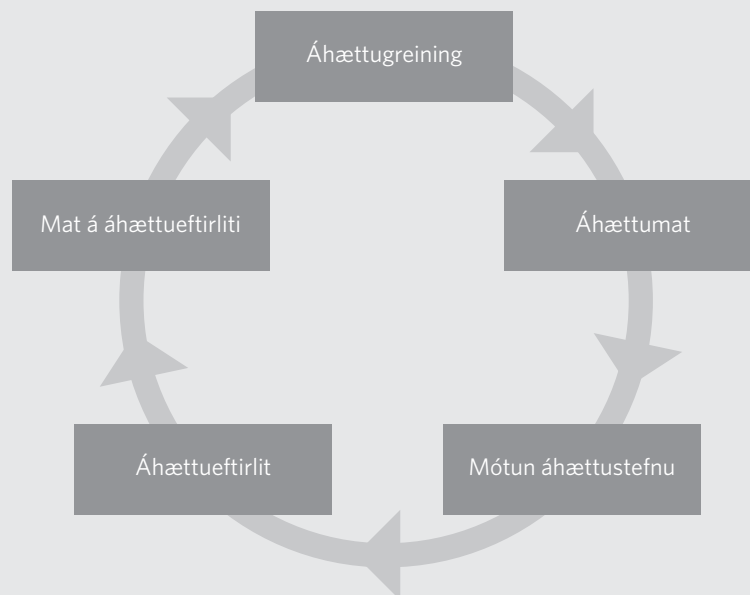 Áhættugreining
Áhættumat
Mótun áhættustefnu
Áhættueftirlit
Mat á áhættueftirliti